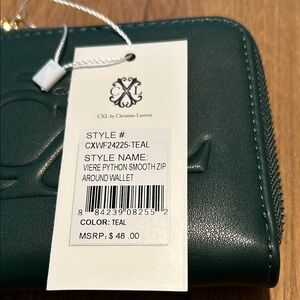 CXL
CXL by Christian Lacroix
STYLE #:
CXWF24225-TEAL
STYLE NAME:
VIERE PYTHON SMOOTH ZIP
AROUND WALLET
8 84239 08255 2
COLOR: TEAL
MSRP: $ 48 .00